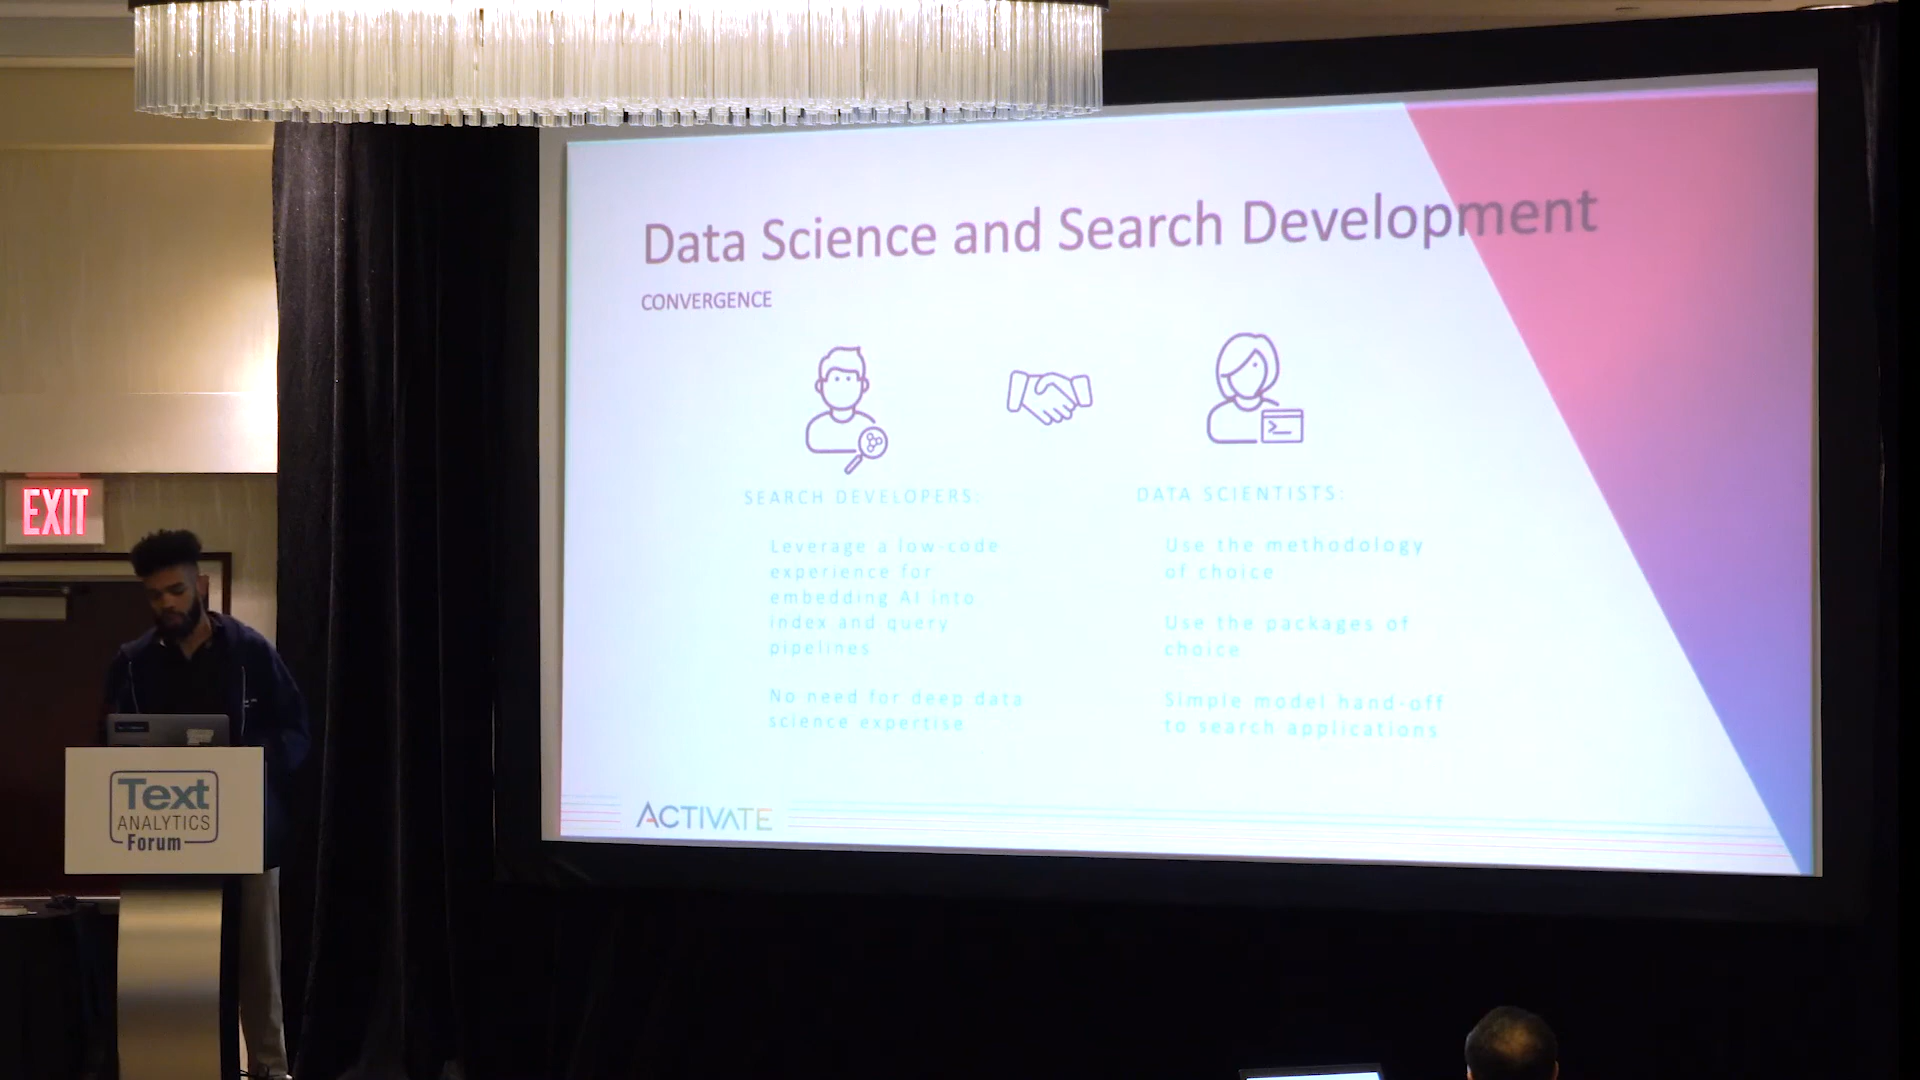 Data Science and Search Development
CONVERGENCE
SEARCH DEVELOPERS:
Leverage a low-code
experience for
embedding AI into
index and query
pipelines
No need for deep data
science expertise
DATA SCIENTISTS:
Use the methodology
of choice
Use the packages of
choice
Simple model hand-off
to search applications
ACTIVATE
EXIT
Text
ANALYTICS
Forum